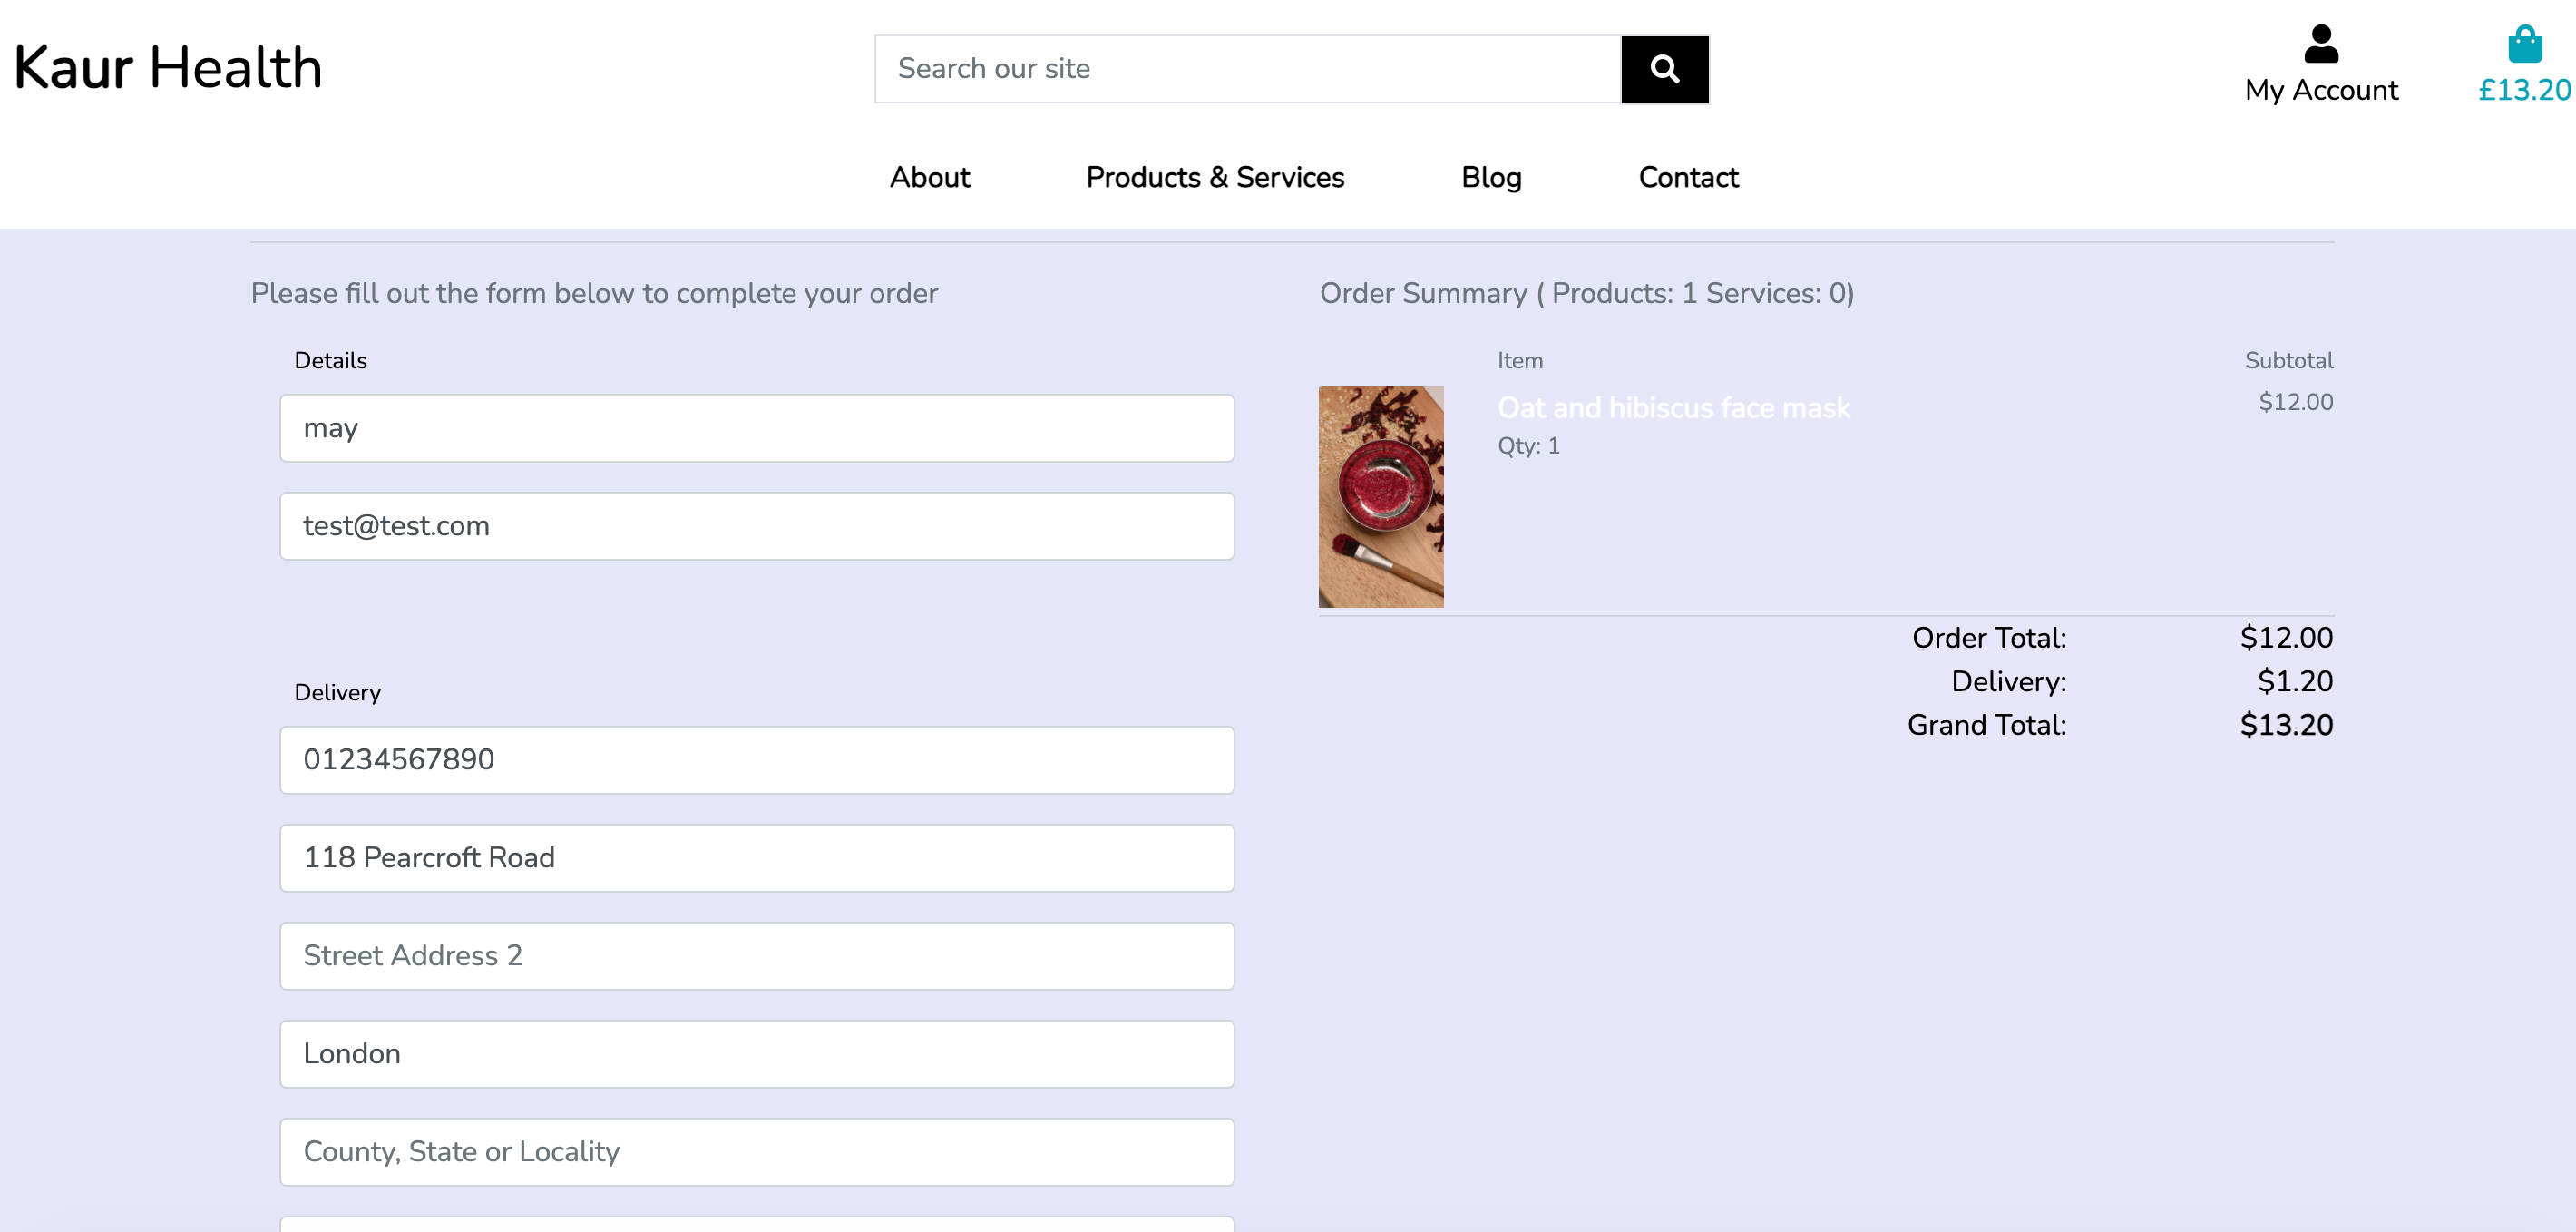 Kaur Health
Search our site
My Account
£13.20
About
Products & Services
Blog
Contact
Please fill out the form below to complete your order
Details
may
test@test.com
Delivery
01234567890
118 Pearcroft Road
Street Address 2
London
County, State or Locality
Order Summary ( Products: 1 Services: 0)
Item
Subtotal
Oat and hibiscus face mask
$12.00
Qty: 1
Order Total: $12.00
Delivery: $1.20
Grand Total: $13.20